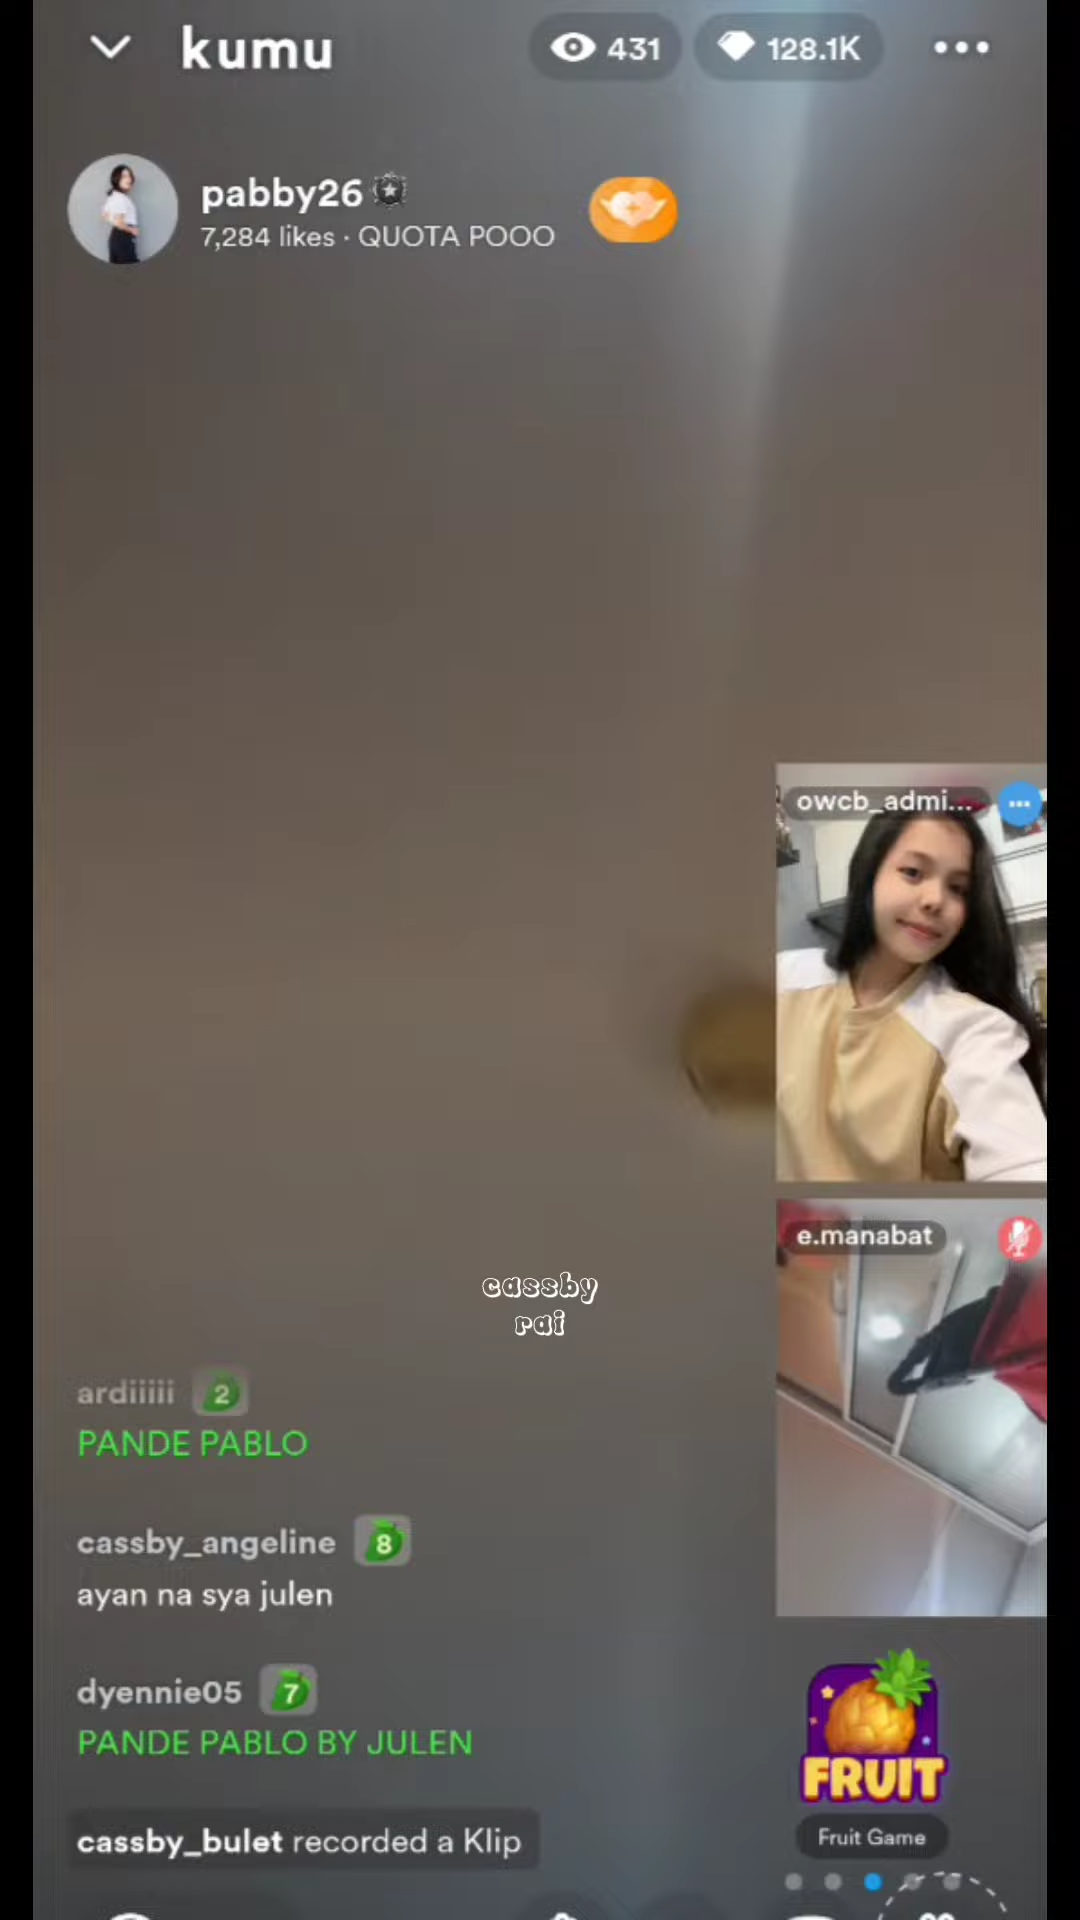 kumu
431
128.1K
pabby26
7,284 likes · QUOTA POOO
owcb_admi...
e.manabat
cassby
rai
ardiiiii 2
PANDE PABLO
cassby_angeline 8
ayan na sya julen
dyennie05 7
PANDE PABLO BY JULEN
cassby_bulet recorded a Klip
FRUIT
Fruit Game